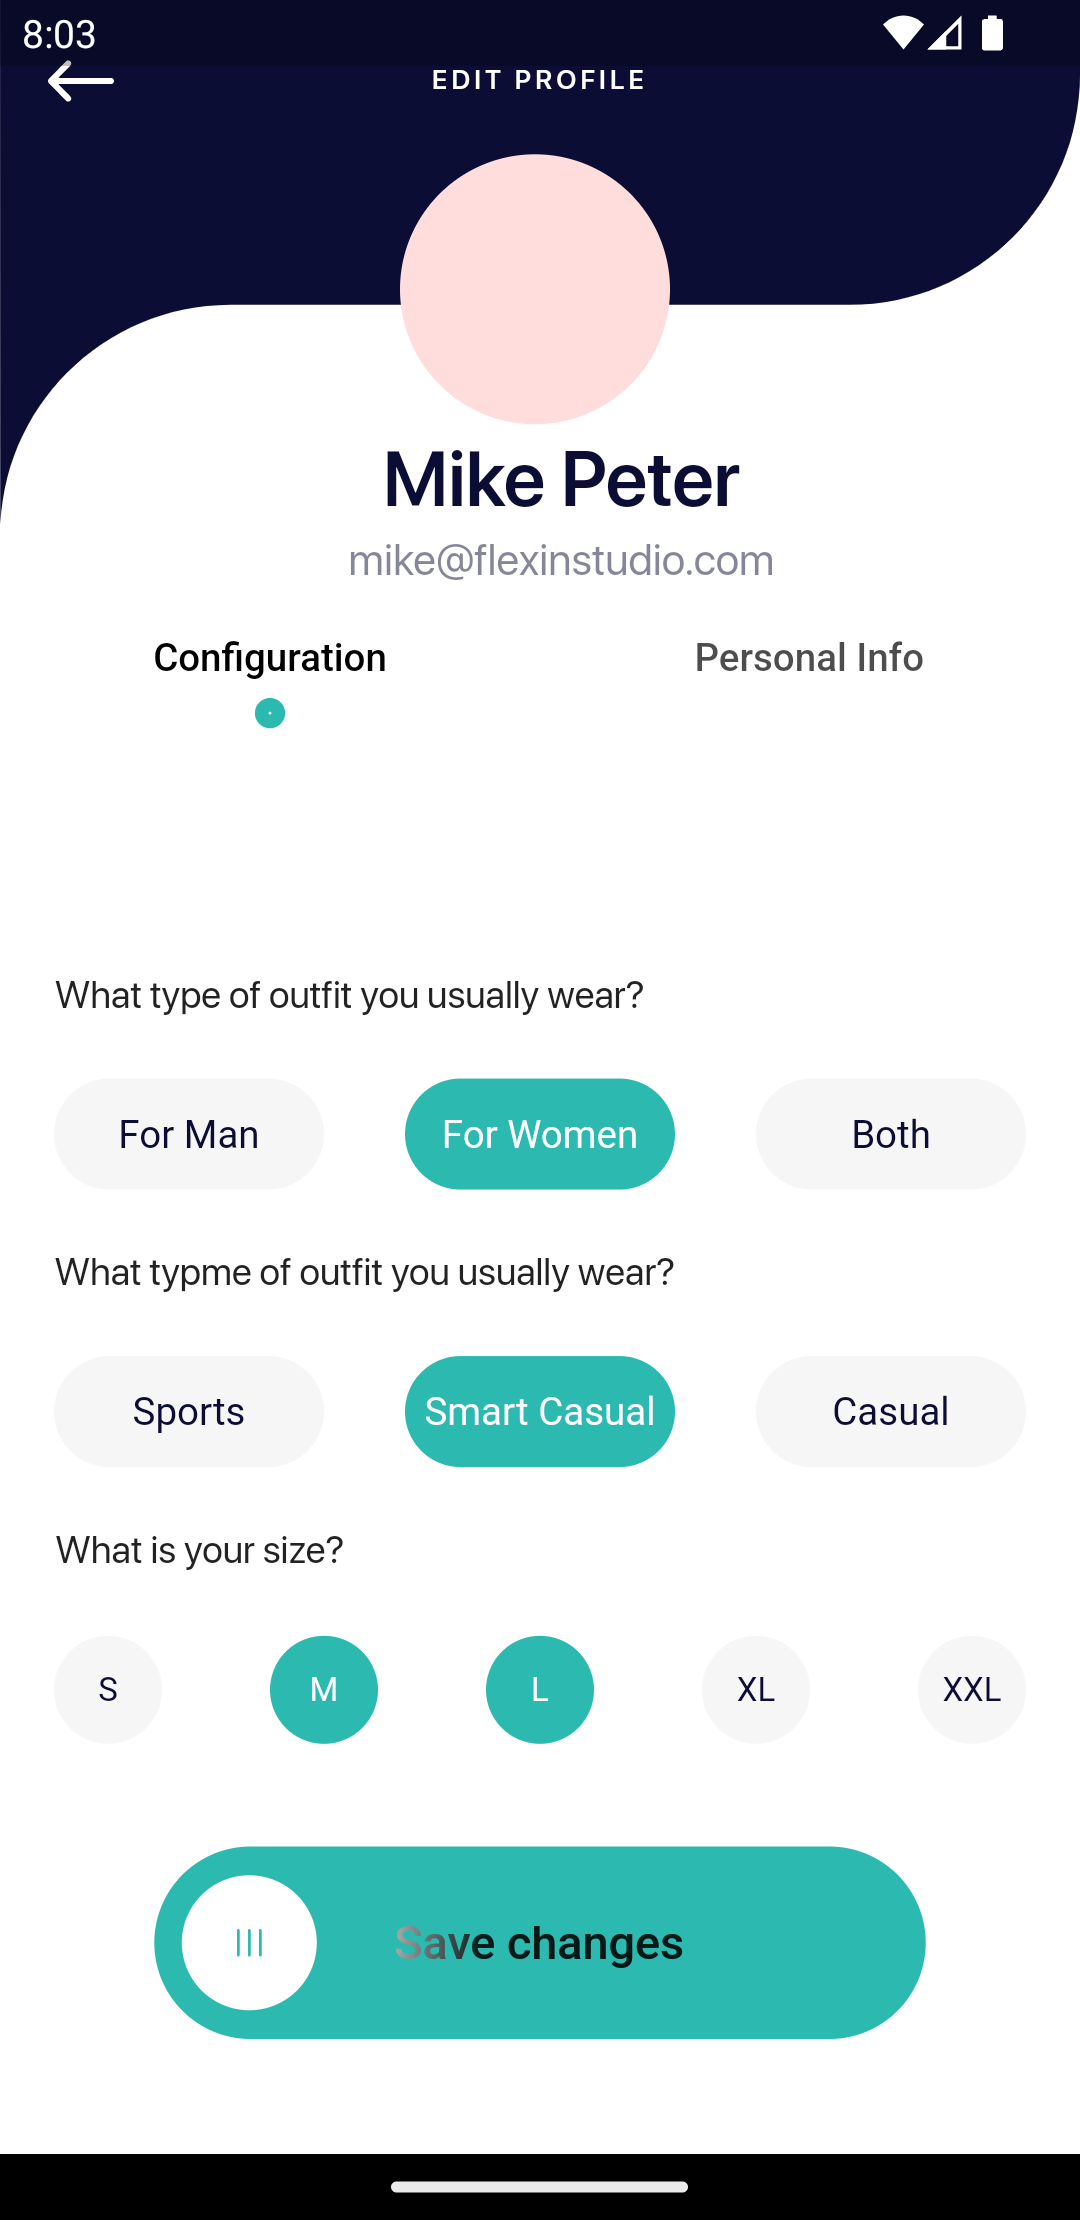 8:03
EDIT PROFILE
Mike Peter
mike@flexinstudio.com
Configuration
Personal Info
What type of outfit you usually wear?
For Man
For Women
Both
What typme of outfit you usually wear?
Sports
Smart Casual
Casual
What is your size?
S
M
L
XL
XXL
Save changes